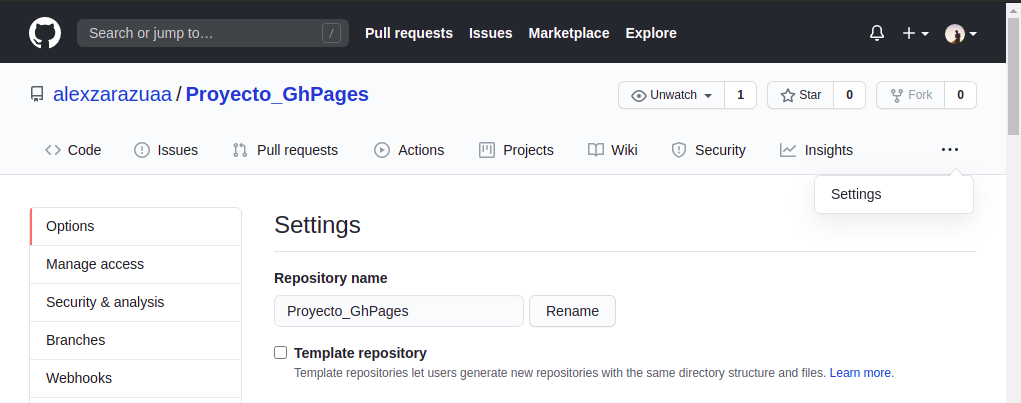 Search or jump to… / Pull requests Issues Marketplace Explore
alexzarazuaa / Proyecto_GhPages Unwatch 1 Star 0 Fork 0
Code Issues Pull requests Actions Projects Wiki Security Insights
Settings
Options
Manage access
Security & analysis
Branches
Webhooks
Settings
Repository name
Proyecto_GhPages Rename
Template repository
Template repositories let users generate new repositories with the same directory structure and files. Learn more.